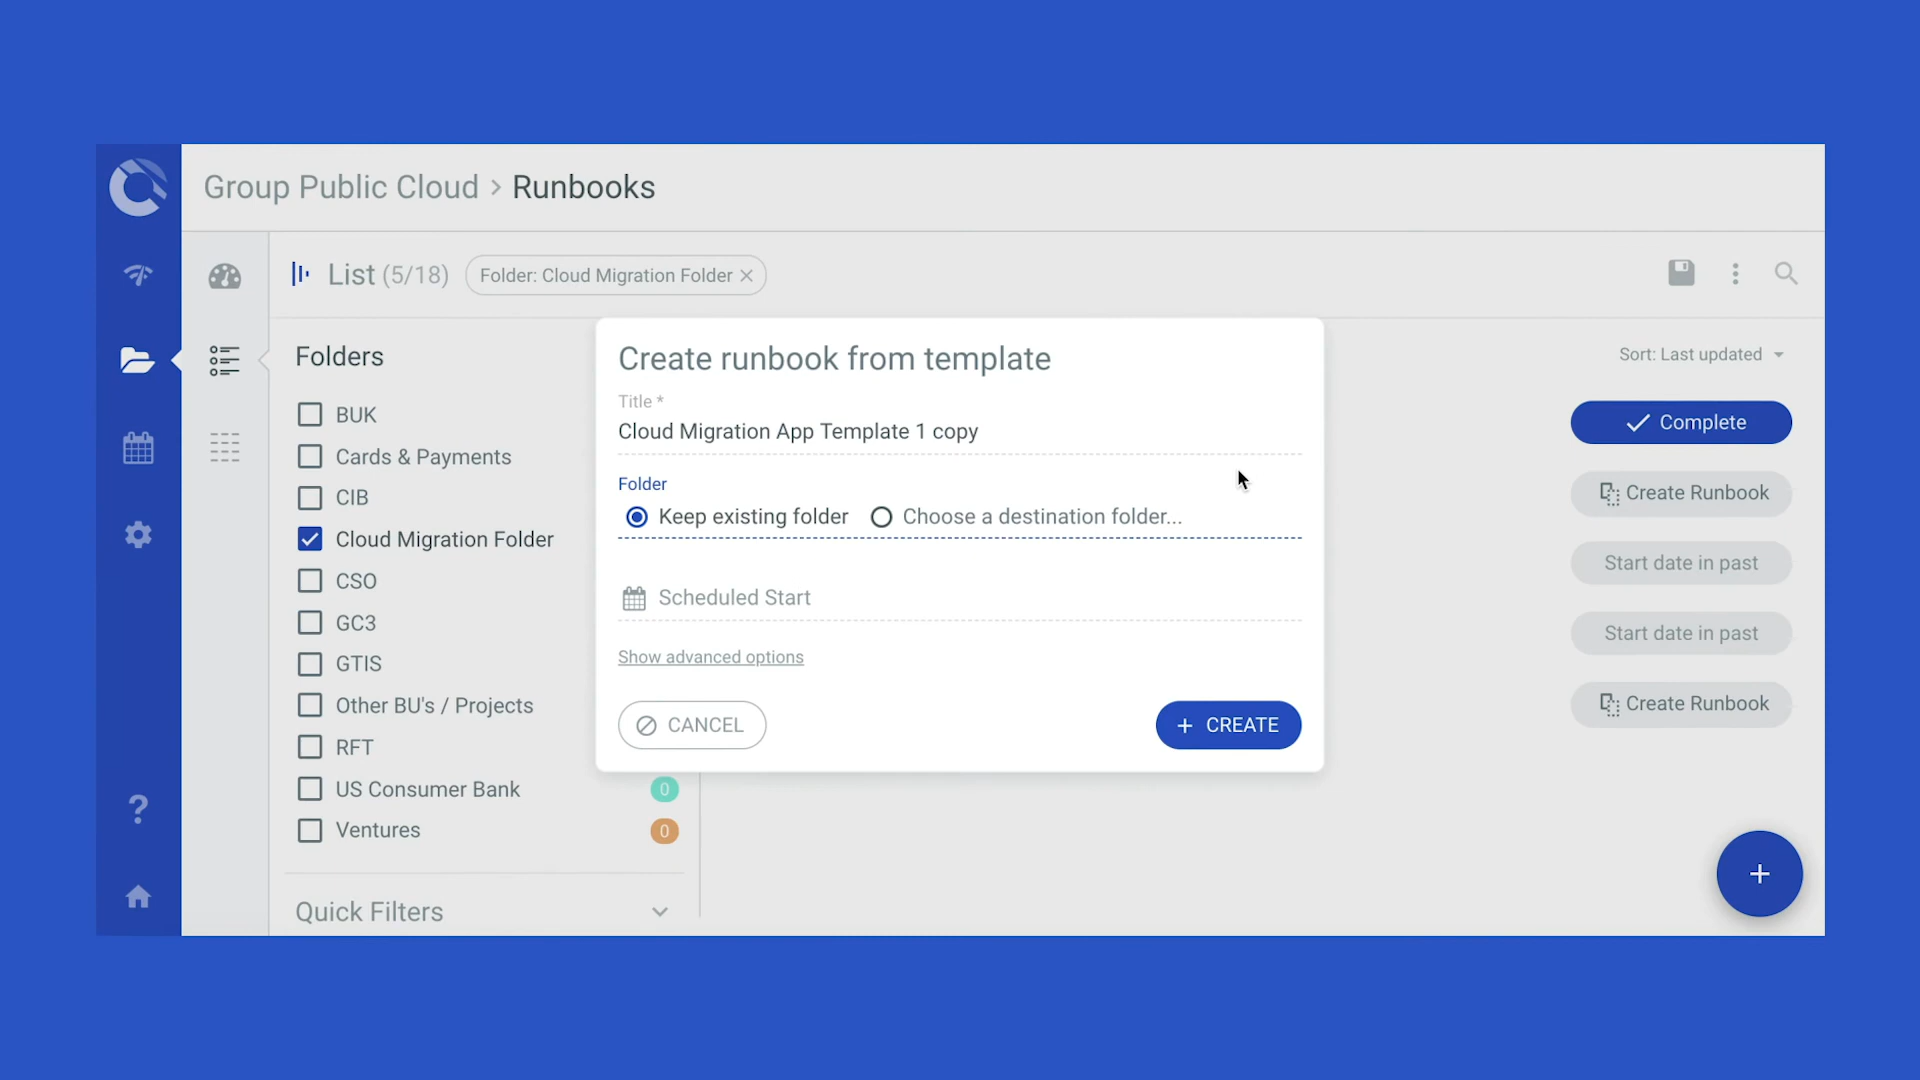 Group Public Cloud > Runbooks
List (5/18) Folder: Cloud Migration Folder
Folders
BUK
Cards & Payments
CIB
Cloud Migration Folder
CSO
GC3
GTIS
Other BU's / Projects
RFT
US Consumer Bank 0
Ventures 0
Quick Filters
Create runbook from template
Title *
Cloud Migration App Template 1 copy
Folder
Keep existing folder Choose a destination folder...
Scheduled Start
Show advanced options
CANCEL
+ CREATE
Sort: Last updated
Complete
Create Runbook
Start date in past
Start date in past
Create Runbook
?
+